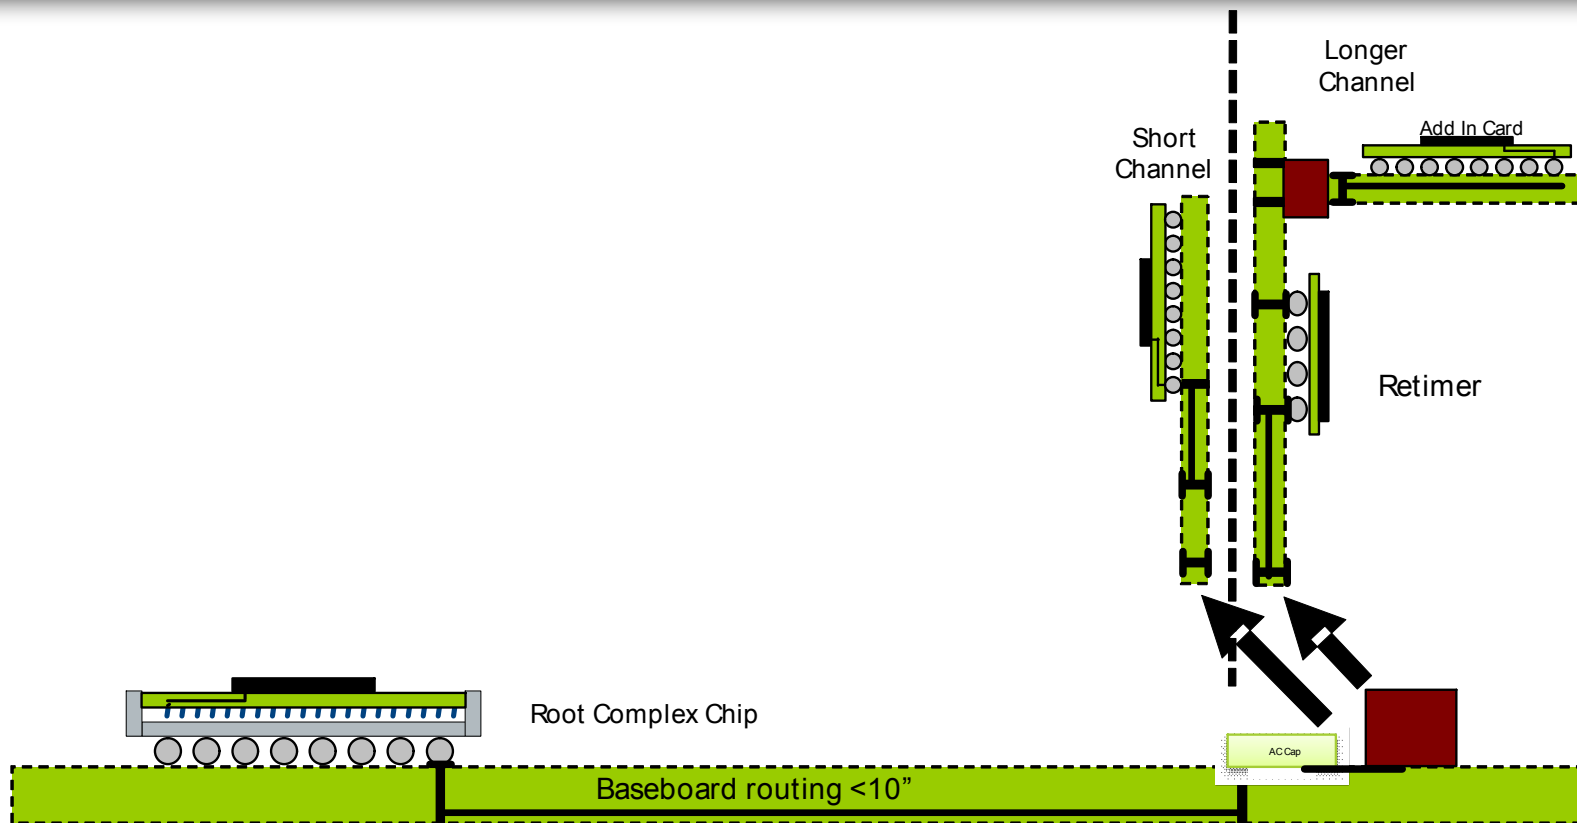 Longer
Channel
Add In Card
Short
Channel
Retimer
Root Complex Chip
AC Cap
Baseboard routing <10”